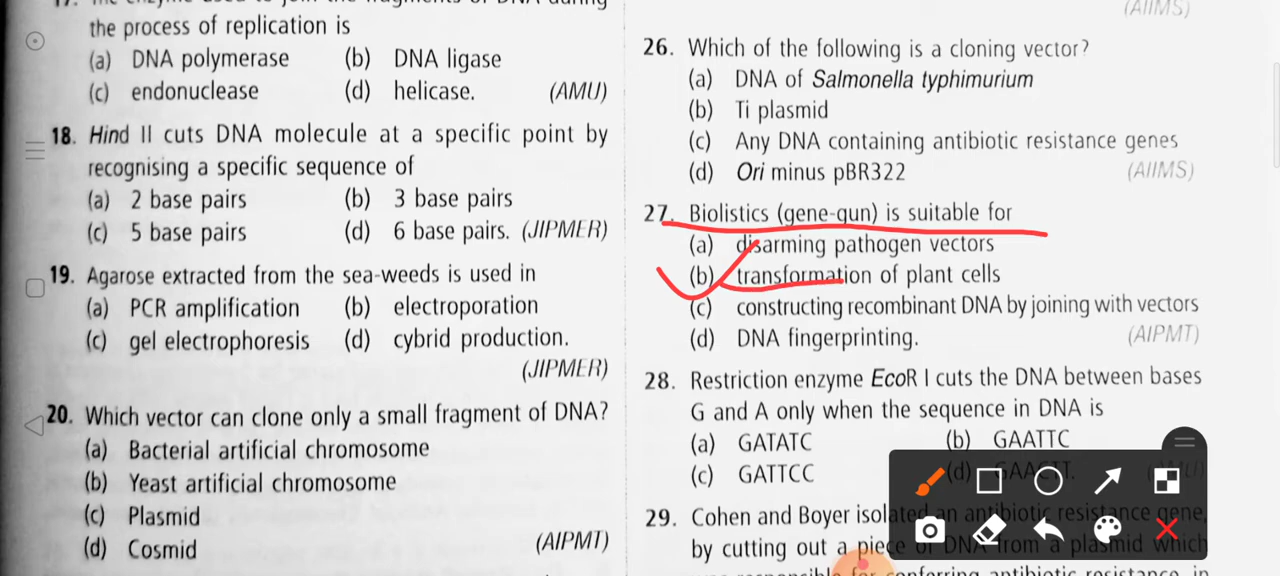 the process of replication is
(a) DNA polymerase (b) DNA ligase
(c) endonuclease (d) helicase. (AMU)
18. Hind II cuts DNA molecule at a specific point by
recognising a specific sequence of
(a) 2 base pairs (b) 3 base pairs
(c) 5 base pairs (d) 6 base pairs. (JIPMER)
19. Agarose extracted from the sea-weeds is used in
(a) PCR amplification (b) electroporation
(c) gel electrophoresis (d) cybrid production.
(JIPMER)
20. Which vector can clone only a small fragment of DNA?
(a) Bacterial artificial chromosome
(b) Yeast artificial chromosome
(c) Plasmid
(d) Cosmid (AIPMT)
(AIIMS)
26. Which of the following is a cloning vector?
(a) DNA of Salmonella typhimurium
(b) Ti plasmid
(c) Any DNA containing antibiotic resistance genes
(d) Ori minus pBR322 (AIIMS)
27. Biolistics (gene-gun) is suitable for
(a) disarming pathogen vectors
(b) transformation of plant cells
(c) constructing recombinant DNA by joining with vectors
(d) DNA fingerprinting. (AIPMT)
28. Restriction enzyme EcoR I cuts the DNA between bases
G and A only when the sequence in DNA is
(a) GATATC (b) GAATTC
(c) GATTCC (d) GAACTT.
29. Cohen and Boyer isolated an antibiotic resistance gene,
by cutting out a piece of DNA from a plasmid which